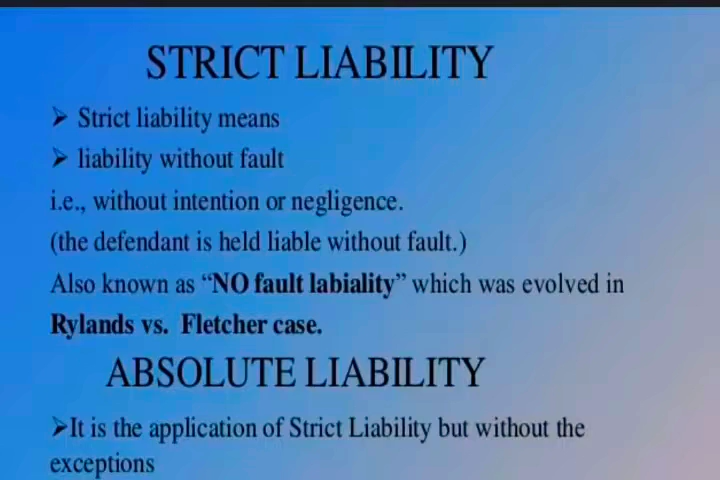 STRICT LIABILITY
➢ Strict liability means
➢ liability without fault
i.e., without intention or negligence.
(the defendant is held liable without fault.)
Also known as “NO fault labiality” which was evolved in
Rylands vs. Fletcher case.
ABSOLUTE LIABILITY
➢It is the application of Strict Liability but without the
exceptions